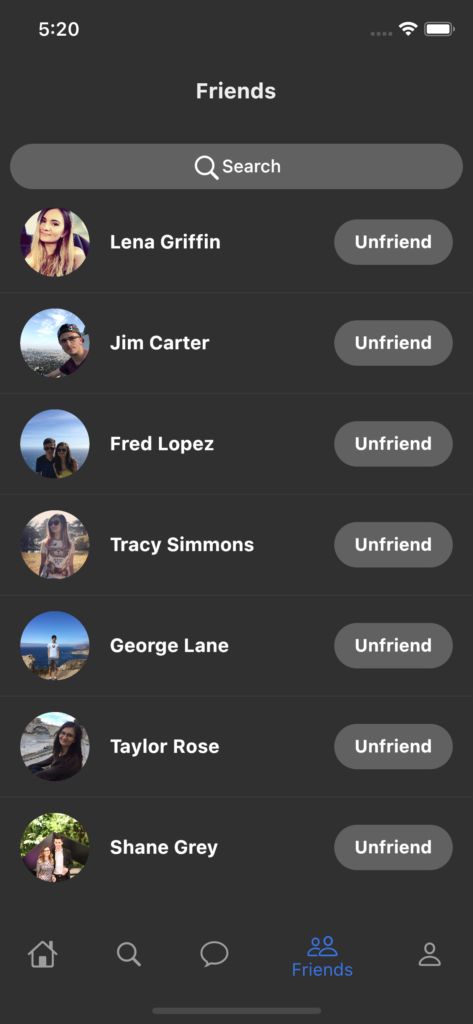 5:20
Friends
Search
Lena Griffin Unfriend
Jim Carter Unfriend
Fred Lopez Unfriend
Tracy Simmons Unfriend
George Lane Unfriend
Taylor Rose Unfriend
Shane Grey Unfriend
Friends